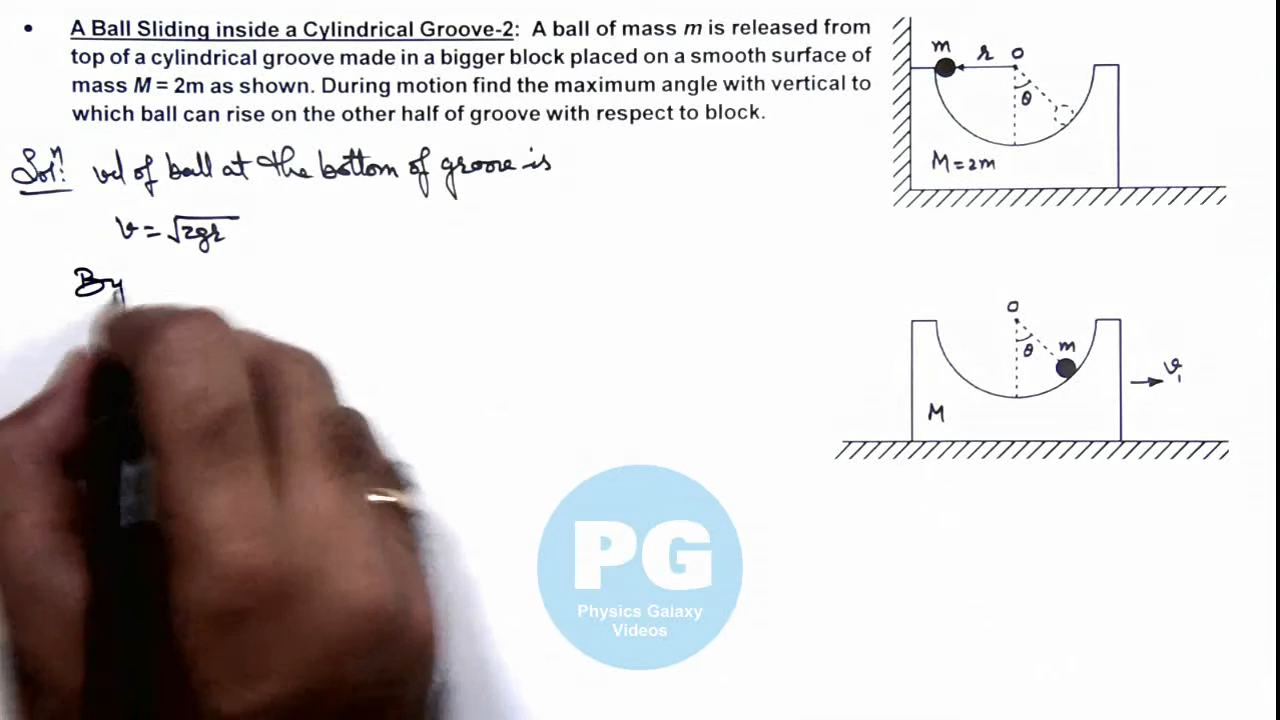 • A Ball Sliding inside a Cylindrical Groove-2: A ball of mass m is released from
top of a cylindrical groove made in a bigger block placed on a smooth surface of
mass M = 2m as shown. During motion find the maximum angle with vertical to
which ball can rise on the other half of groove with respect to block.
Solⁿ: vel of ball at the bottom of groove is
v = √2gr
By
m
r
O
θ
M = 2m
O
θ
m
v₁
M
PG
Physics Galaxy
Videos